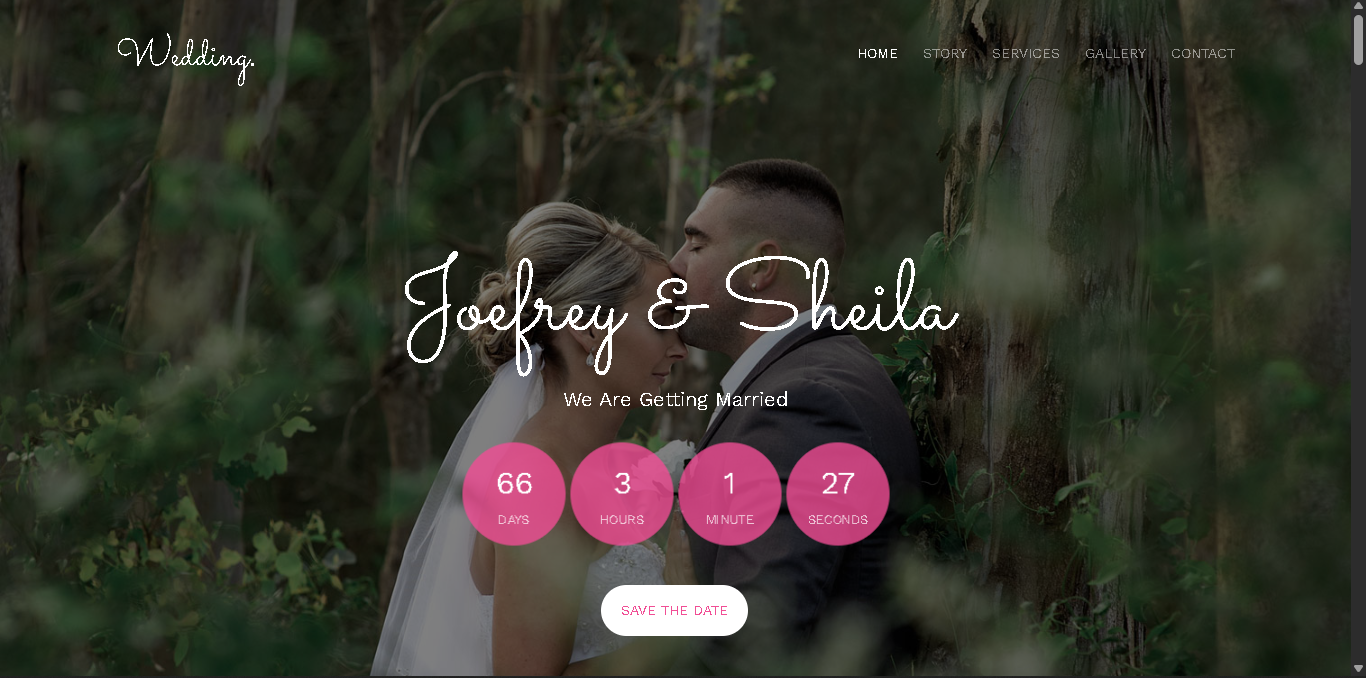 Wedding.
HOME STORY SERVICES GALLERY CONTACT
Joefrey & Sheila
We Are Getting Married
66 3 1 27
DAYS HOURS MINUTE SECONDS
SAVE THE DATE